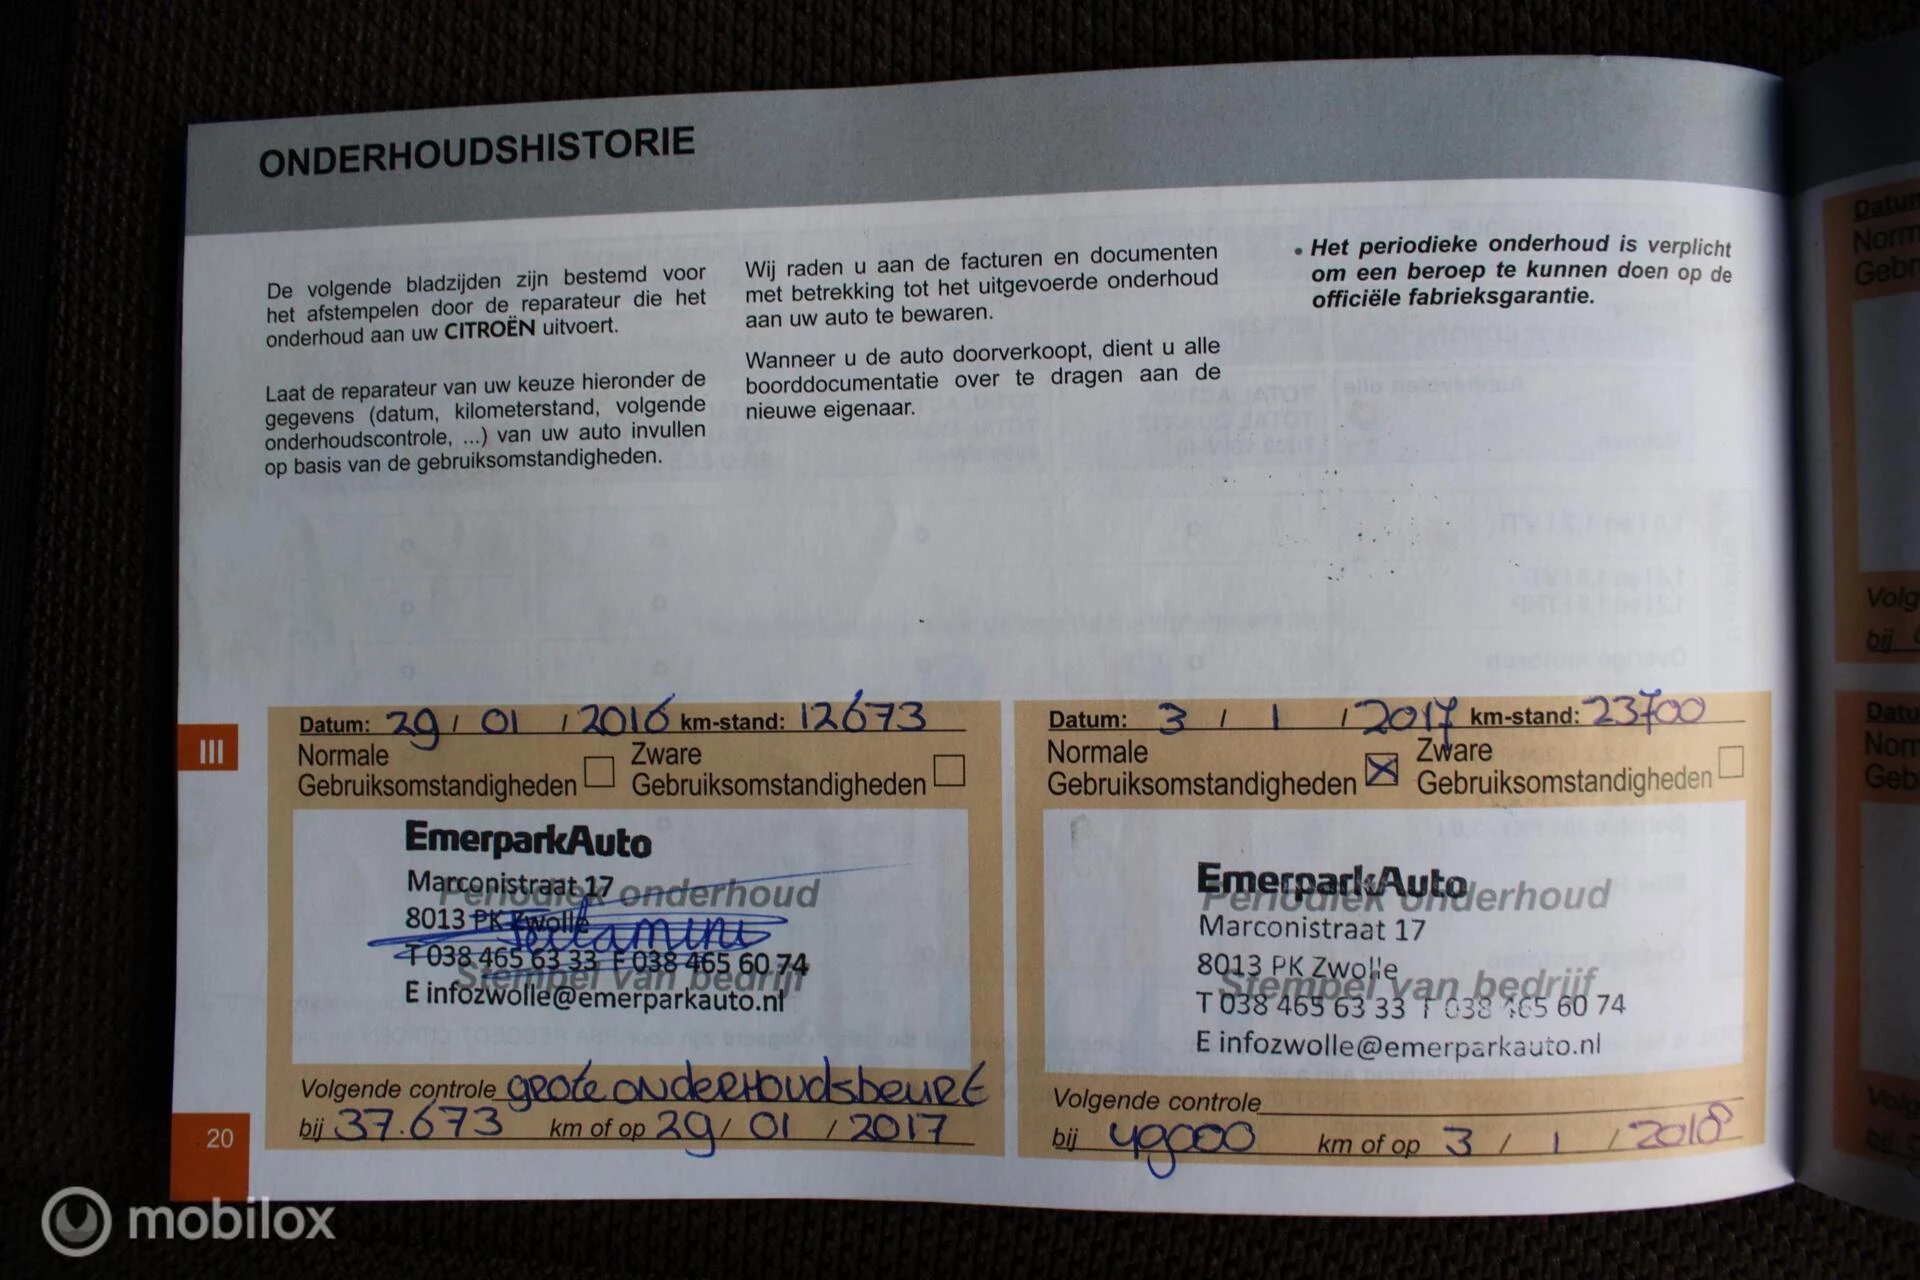 ONDERHOUDSHISTORIE
De volgende bladzijden zijn bestemd voor
het afstempelen door de reparateur die het
onderhoud aan uw CITROËN uitvoert.
Laat de reparateur van uw keuze hieronder de
gegevens (datum, kilometerstand, volgende
onderhoudscontrole, ...) van uw auto invullen
op basis van de gebruiksomstandigheden.
Wij raden u aan de facturen en documenten
met betrekking tot het uitgevoerde onderhoud
aan uw auto te bewaren.
Wanneer u de auto doorverkoopt, dient u alle
boorddocumentatie over te dragen aan de
nieuwe eigenaar.
• Het periodieke onderhoud is verplicht
om een beroep te kunnen doen op de
officiële fabrieksgarantie.
III
Datum: 29 / 01 / 2016 km-stand: 12673
Normale
Gebruiksomstandigheden
Zware
Gebruiksomstandigheden
EmerparkAuto
Marconistraat 17
Periodiek onderhoud
8013 PK Zwolle
T 038 465 63 33 F 038 465 60 74
Stempel van bedrijf
E infozwolle@emerparkauto.nl
Volgende controle grote onderhoudsbeurt
bij 37.673 km of op 29 / 01 / 2017
Datum: 3 / 1 / 2017 km-stand: 23700
Normale
Gebruiksomstandigheden
Zware
Gebruiksomstandigheden
EmerparkAuto
Periodiek onderhoud
Marconistraat 17
8013 PK Zwolle
Stempel van bedrijf
T 038 465 63 33 F 038 465 60 74
E infozwolle@emerparkauto.nl
Volgende controle
bij 49000 km of op 3 / 1 / 2018
20
Datum
Norm
Gebr
Volg
bij
Datu
Norm
Geb
mobilox